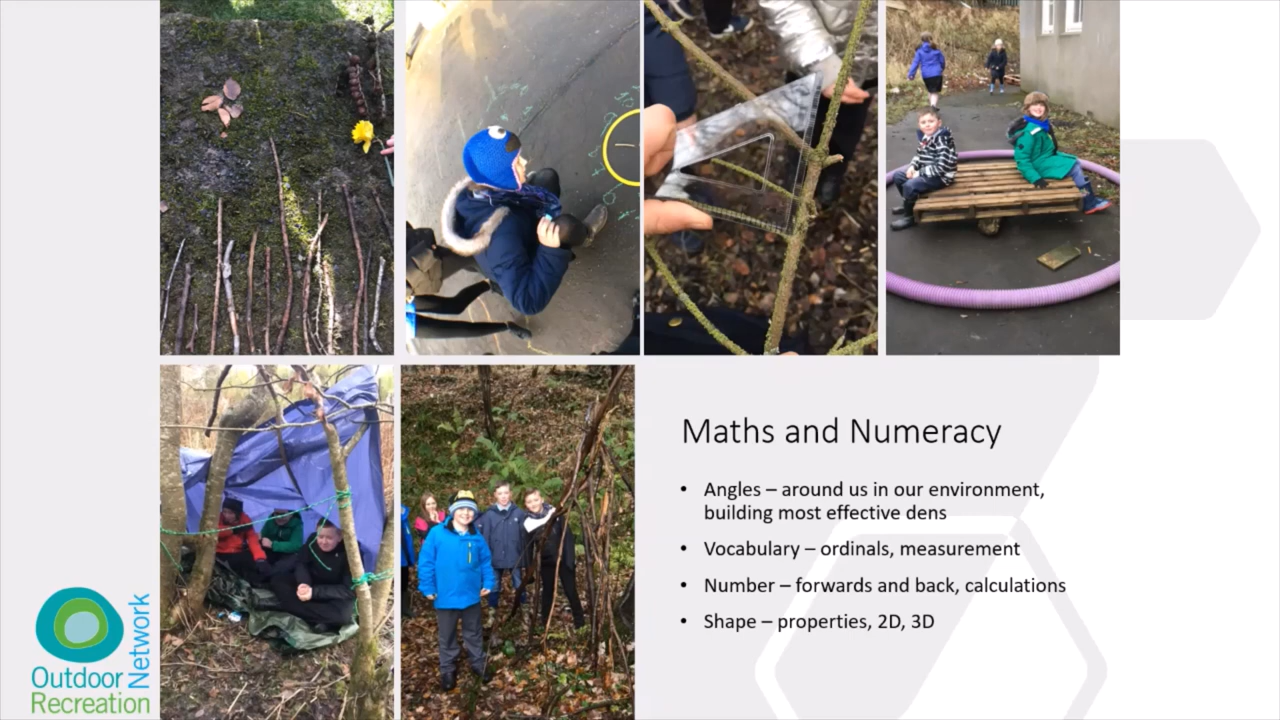 Maths and Numeracy
• Angles – around us in our environment,
building most effective dens
• Vocabulary – ordinals, measurement
• Number – forwards and back, calculations
• Shape – properties, 2D, 3D
Outdoor
Recreation
Network